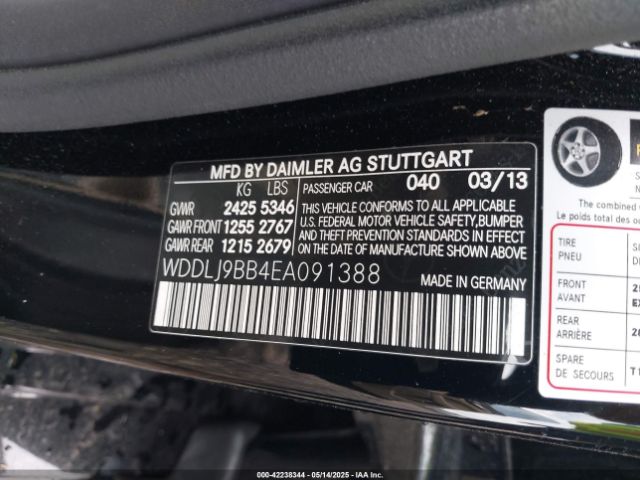 MFD BY DAIMLER AG STUTTGART
KG LBS
GVWR 2425 5346
GAWR FRONT 1255 2767
GAWR REAR 1215 2679
PASSENGER CAR 040 03/13
THIS VEHICLE CONFORMS TO ALL APPLICABLE
U.S. FEDERAL MOTOR VEHICLE SAFETY, BUMPER
AND THEFT PREVENTION STANDARDS IN EFFECT
ON THE DATE OF MANUFACTURE SHOWN ABOVE
WDDLJ9BB4EA091388
MADE IN GERMANY
The combined
Le poids total des
TIRE
PNEU
FRONT
AVANT
REAR
ARRIÈRE
SPARE
DE SECOURS
000-42238344 | 05/14/2025 | IAAI.COM